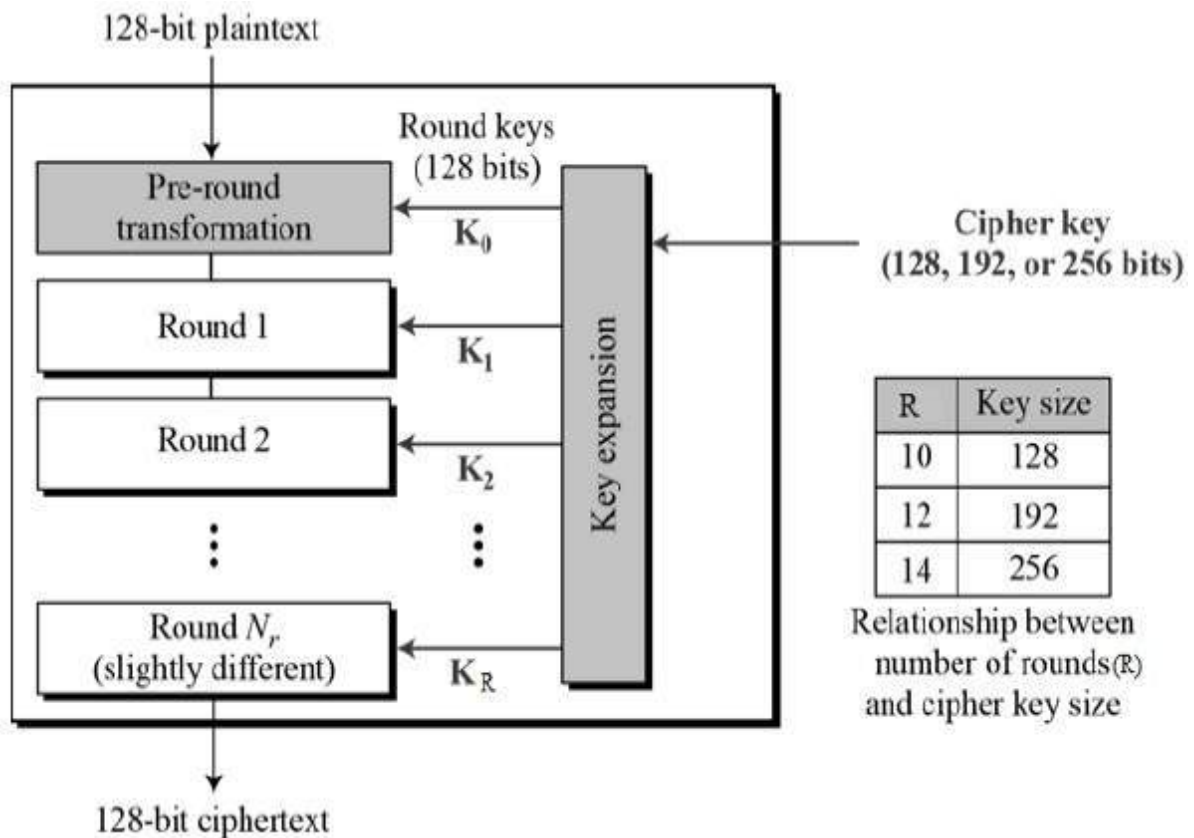 128-bit plaintext
Round keys
(128 bits)
Pre-round
transformation
K0
Cipher key
(128, 192, or 256 bits)
Round 1
K1
Key expansion
Round 2
K2
R Key size
10 128
12 192
14 256
Relationship between
number of rounds(R)
and cipher key size
Round Nr
(slightly different)
KR
128-bit ciphertext